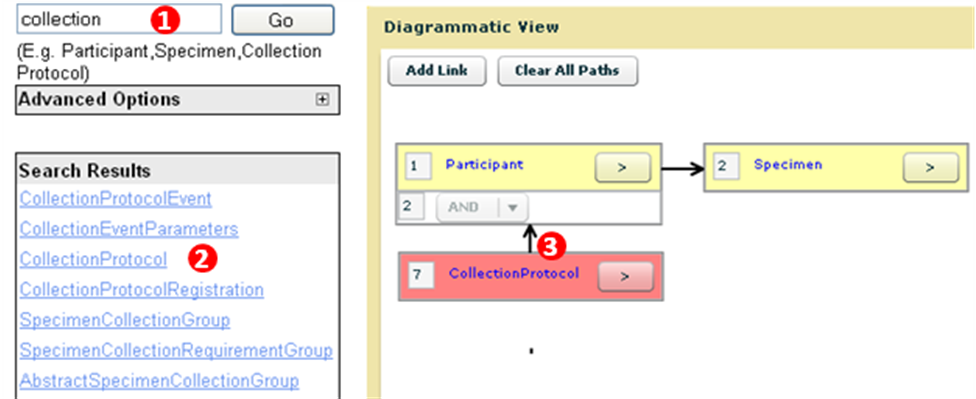 collection 1 Go
(E.g. Participant,Specimen,Collection
Protocol)
Advanced Options
Search Results
CollectionProtocolEvent
CollectionEventParameters
CollectionProtocol 2
CollectionProtocolRegistration
SpecimenCollectionGroup
SpecimenCollectionRequirementGroup
AbstractSpecimenCollectionGroup
Diagrammatic View
Add Link Clear All Paths
1 Participant >
2 Specimen >
2 AND
3
7 CollectionProtocol >